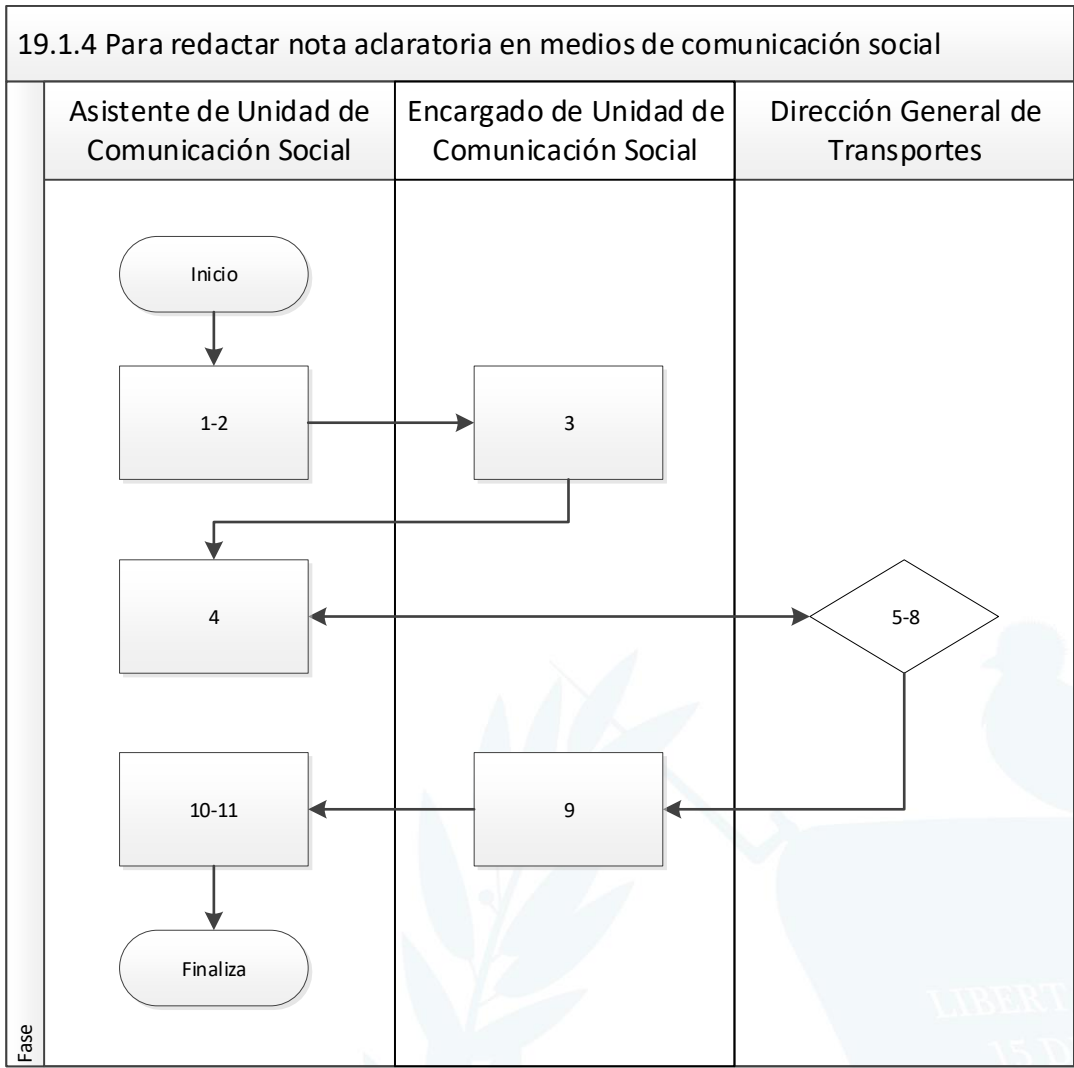 19.1.4 Para redactar nota aclaratoria en medios de comunicación social
Asistente de Unidad de
Comunicación Social
Encargado de Unidad de
Comunicación Social
Dirección General de
Transportes
Inicio
1-2
3
4
5-8
10-11
9
Finaliza
Fase
LIBERT
15 D